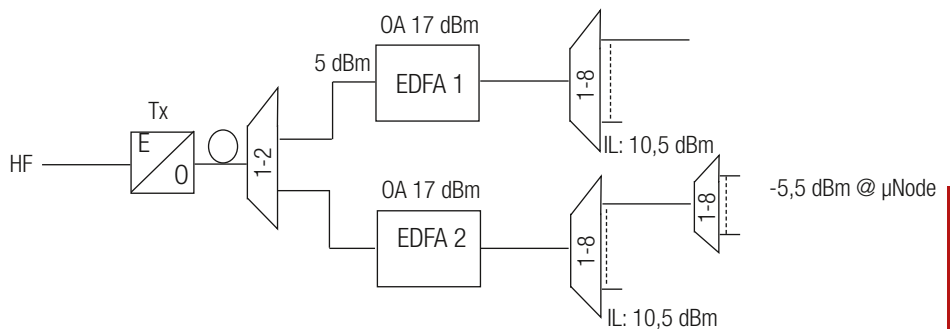 OA 17 dBm
5 dBm
EDFA 1
1-8
Tx
E
O
HF
1-2
IL: 10,5 dBm
OA 17 dBm
EDFA 2
1-8
1-8
-5,5 dBm @ µNode
IL: 10,5 dBm